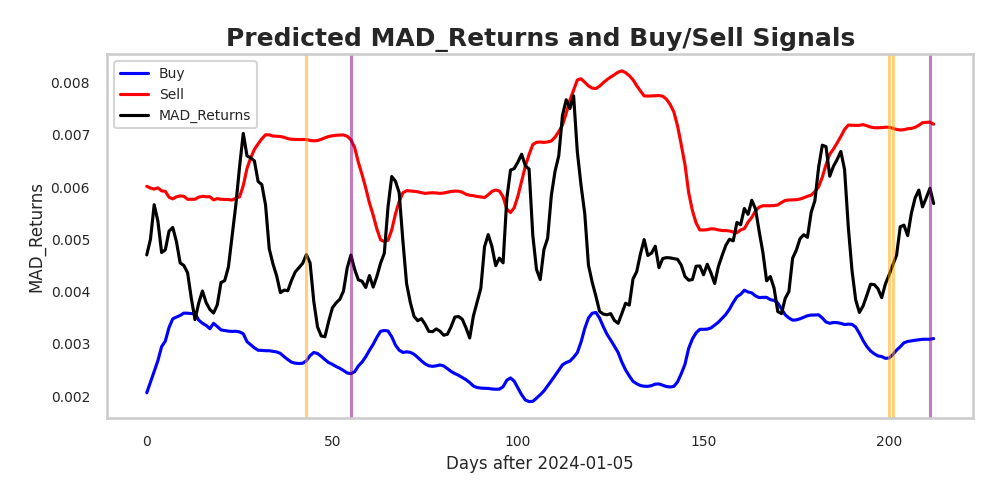 Predicted MAD_Returns and Buy/Sell Signals
Buy
Sell
MAD_Returns
0.008
0.007
0.006
0.005
0.004
0.003
0.002
MAD_Returns
0 50 100 150 200
Days after 2024-01-05